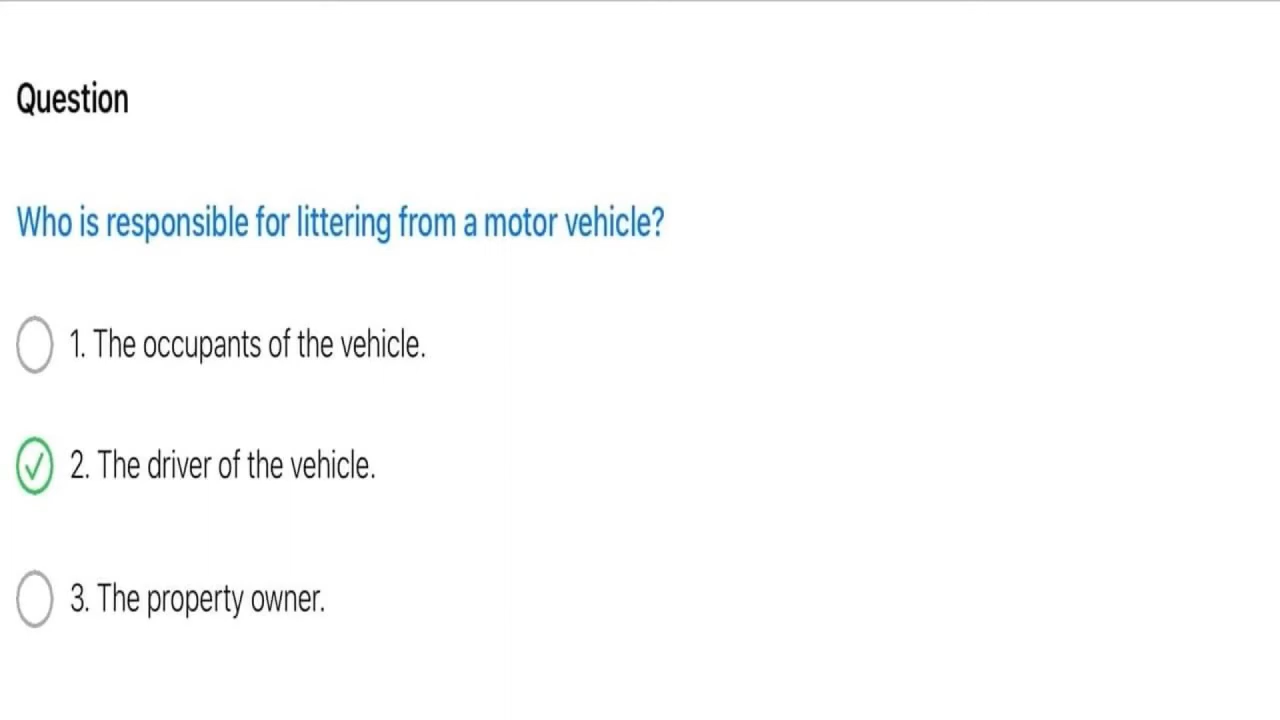 Question
Who is responsible for littering from a motor vehicle?
1. The occupants of the vehicle.
2. The driver of the vehicle.
3. The property owner.